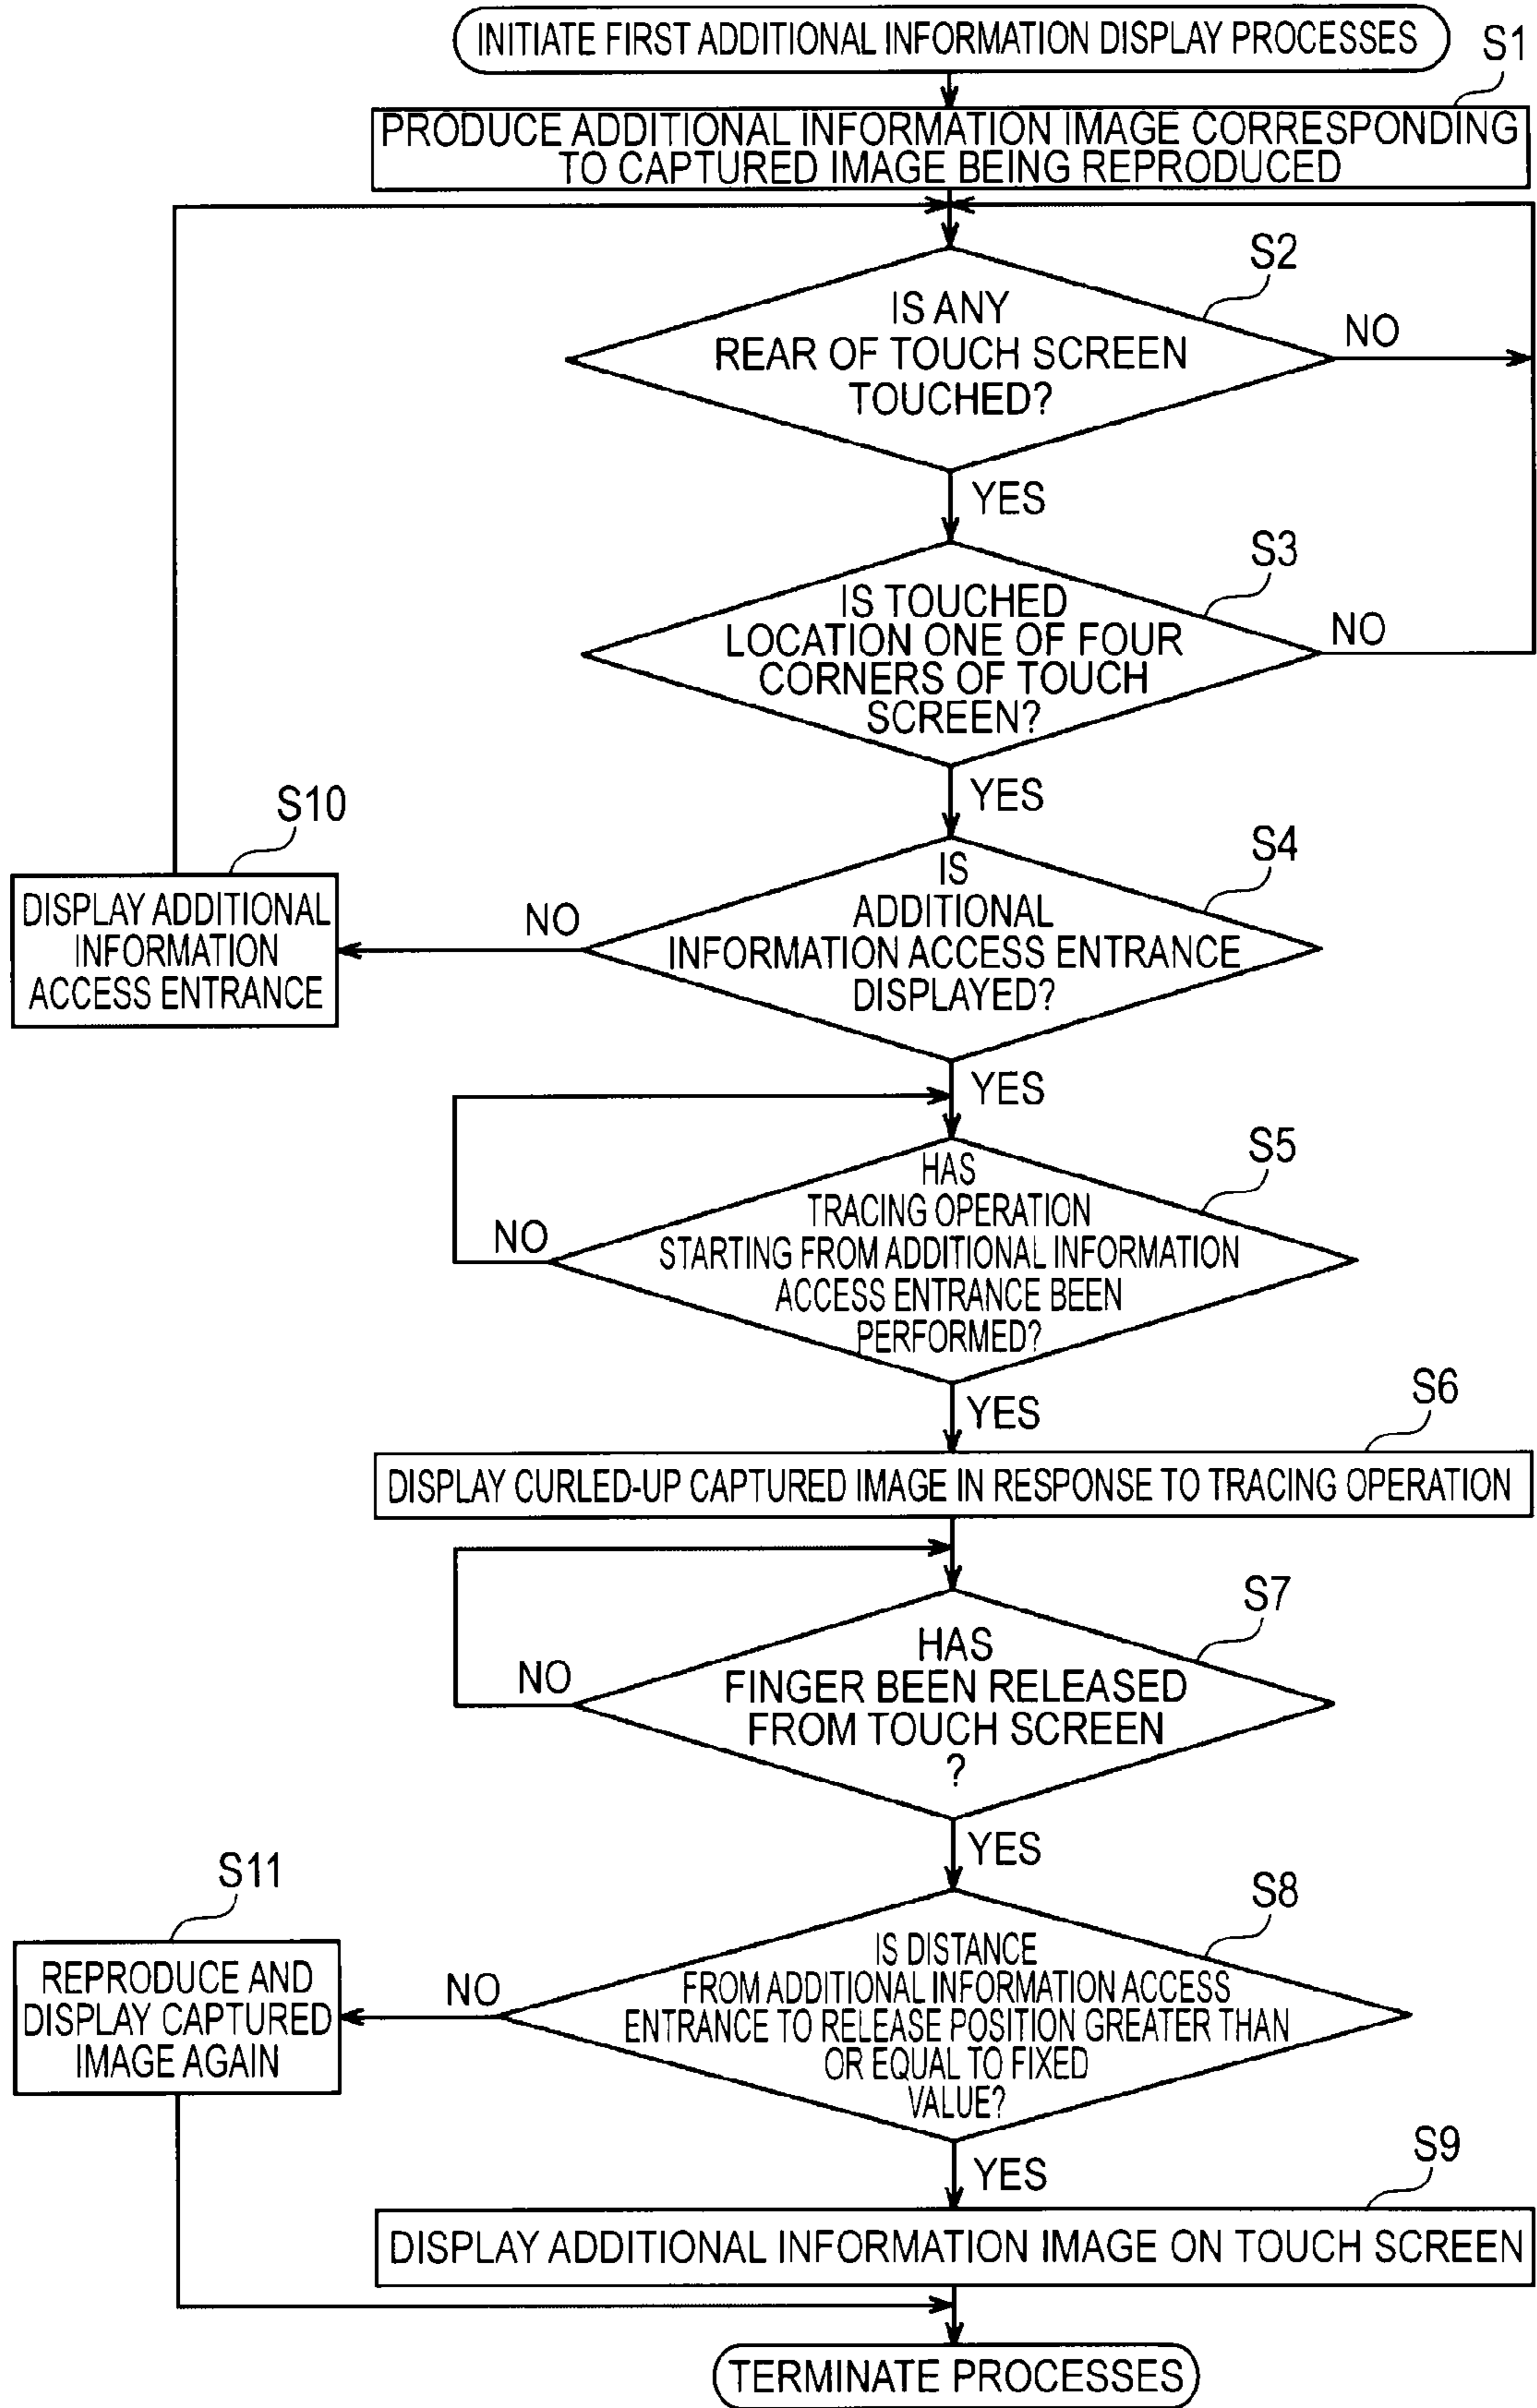 INITIATE FIRST ADDITIONAL INFORMATION DISPLAY PROCESSES
S1
PRODUCE ADDITIONAL INFORMATION IMAGE CORRESPONDING
TO CAPTURED IMAGE BEING REPRODUCED
S2
IS ANY
REAR OF TOUCH SCREEN
TOUCHED?
NO
YES
S3
IS TOUCHED
LOCATION ONE OF FOUR
CORNERS OF TOUCH
SCREEN?
NO
YES
S4
IS
ADDITIONAL
INFORMATION ACCESS ENTRANCE
DISPLAYED?
NO
S10
DISPLAY ADDITIONAL
INFORMATION
ACCESS ENTRANCE
YES
S5
HAS
TRACING OPERATION
STARTING FROM ADDITIONAL INFORMATION
ACCESS ENTRANCE BEEN
PERFORMED?
NO
YES
S6
DISPLAY CURLED-UP CAPTURED IMAGE IN RESPONSE TO TRACING OPERATION
S7
HAS
FINGER BEEN RELEASED
FROM TOUCH SCREEN
?
NO
YES
S8
IS DISTANCE
FROM ADDITIONAL INFORMATION ACCESS
ENTRANCE TO RELEASE POSITION GREATER THAN
OR EQUAL TO FIXED
VALUE?
NO
S11
REPRODUCE AND
DISPLAY CAPTURED
IMAGE AGAIN
YES
S9
DISPLAY ADDITIONAL INFORMATION IMAGE ON TOUCH SCREEN
TERMINATE PROCESSES